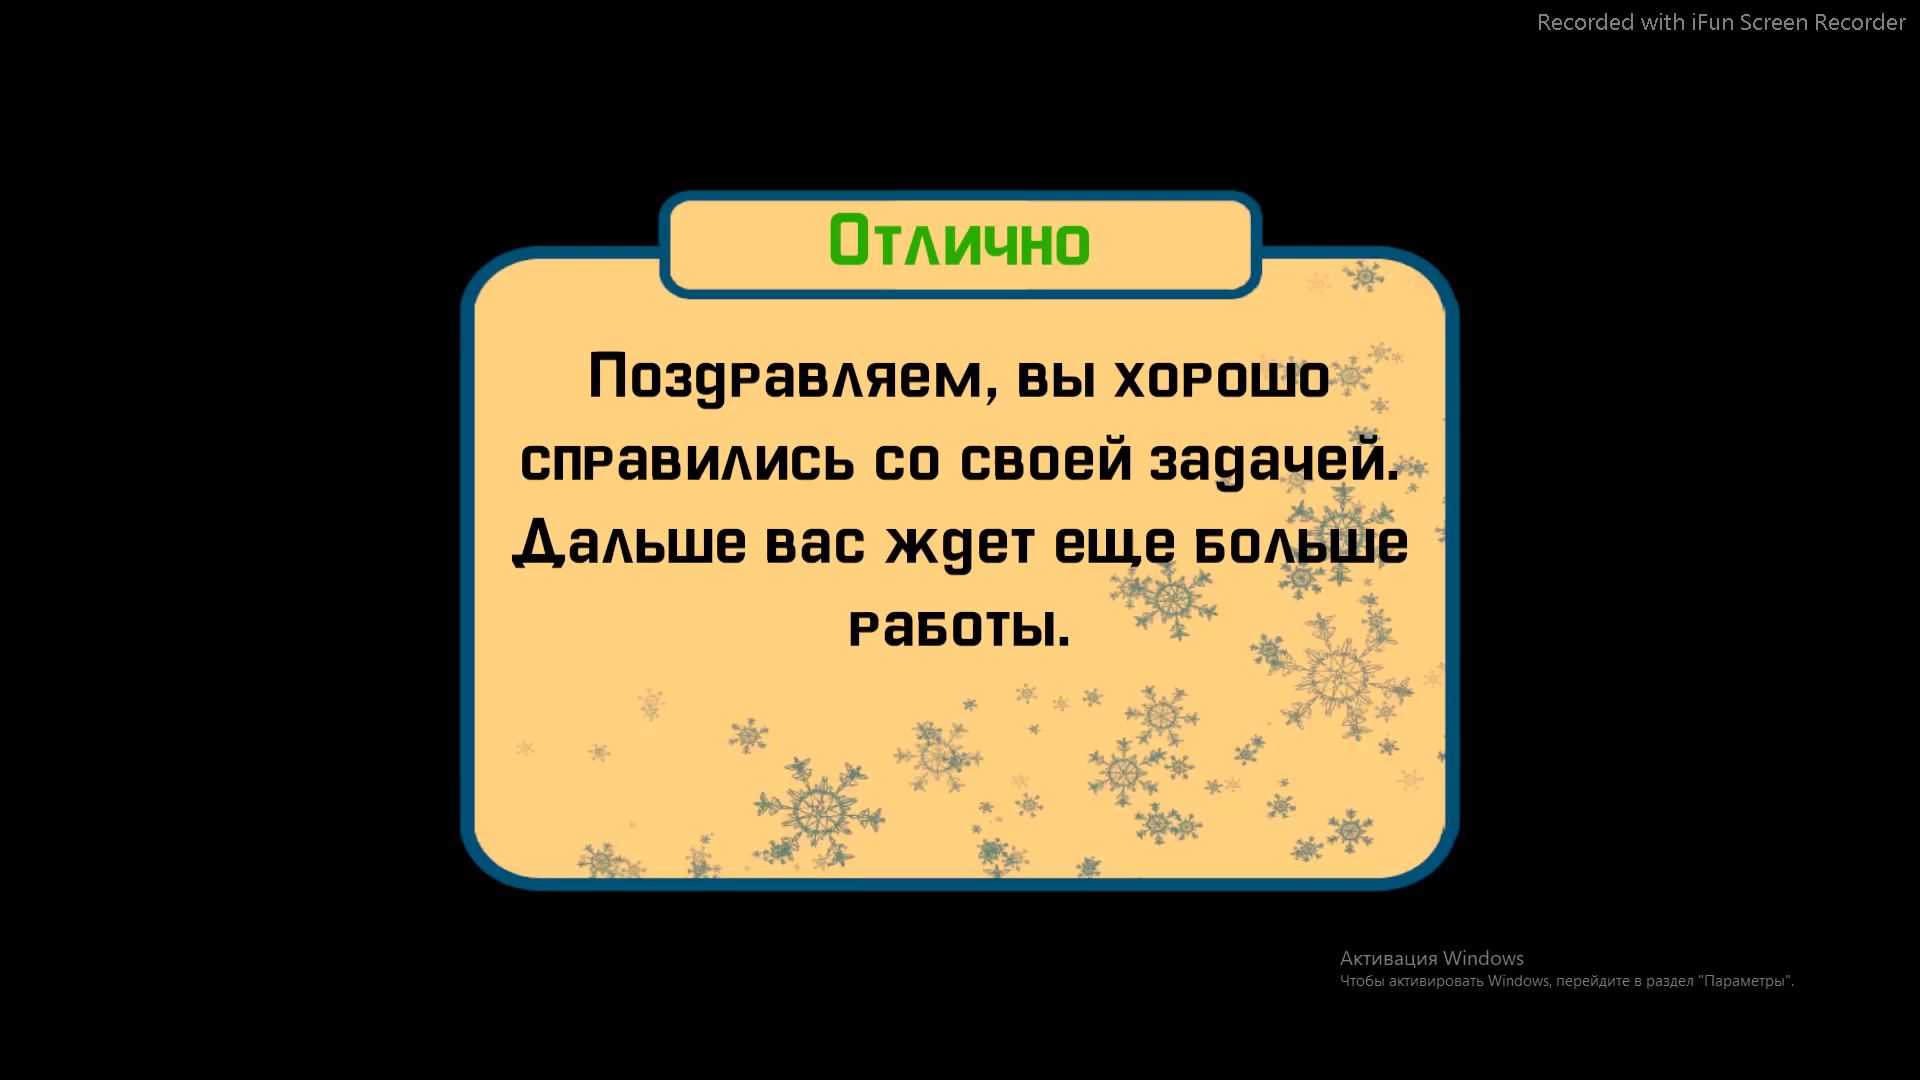 Recorded with iFun Screen Recorder
Отлично
Поздравляем, вы хорошо
справились со своей задачей.
Дальше вас ждет еще больше
работы.
Активация Windows
Чтобы активировать Windows, перейдите в раздел "Параметры".